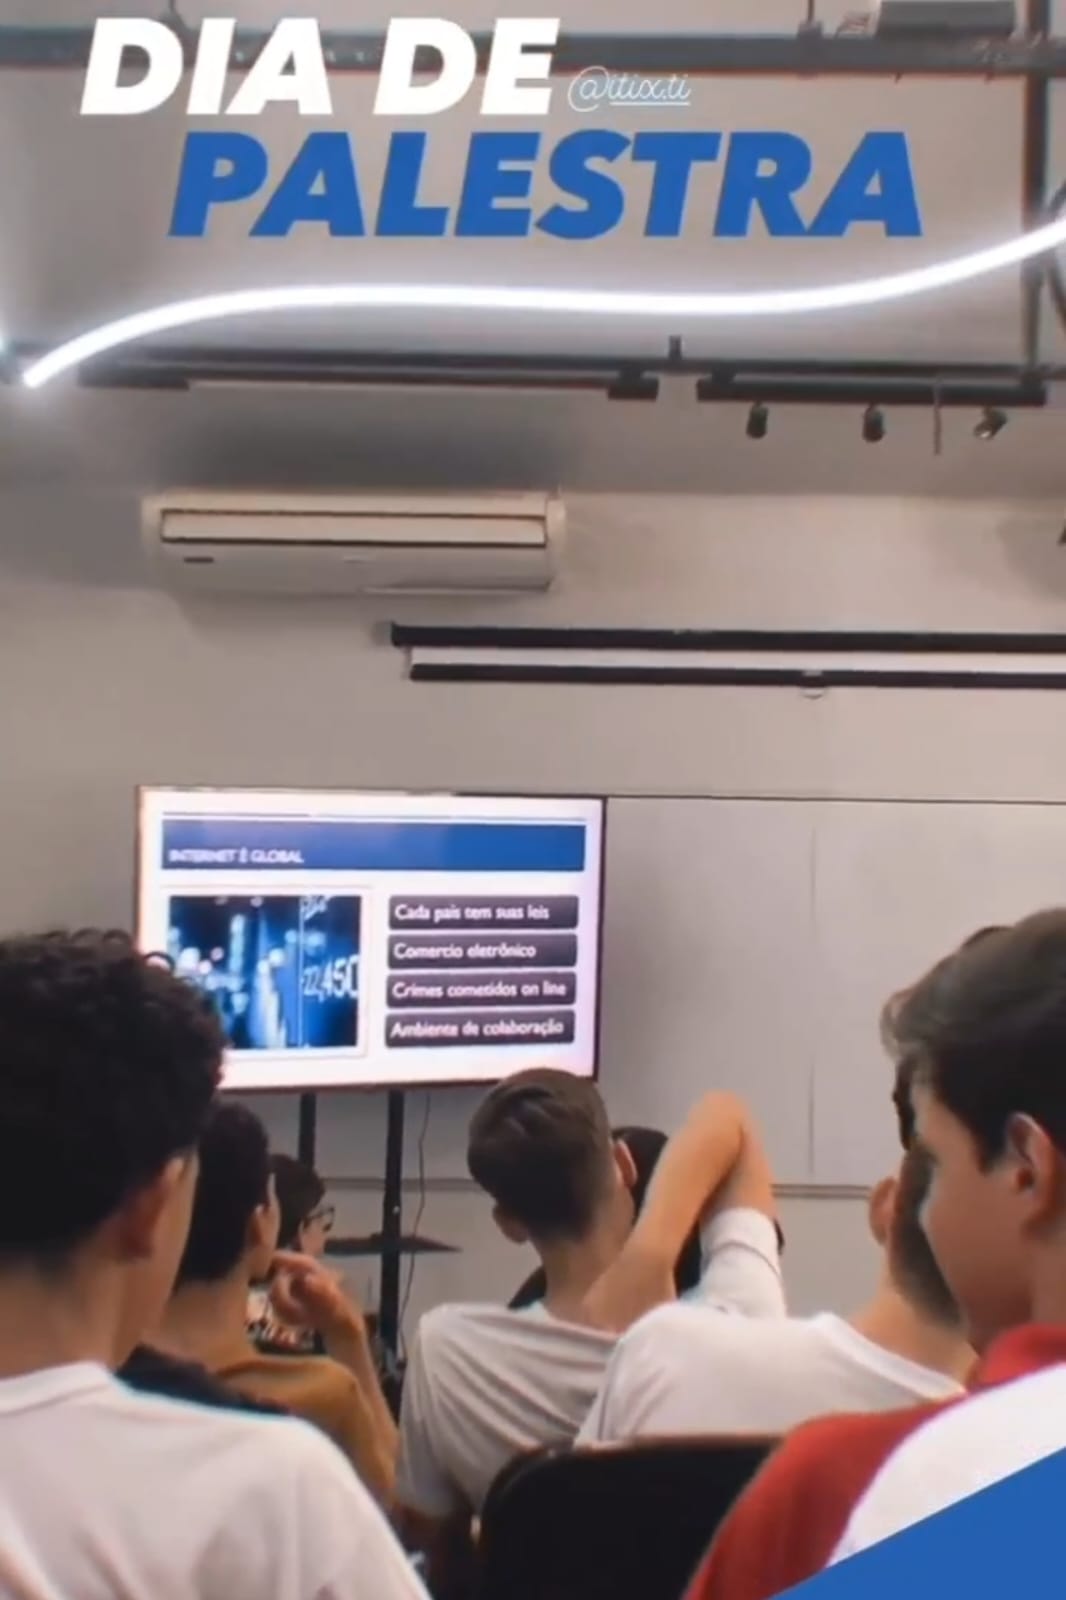 DIA DE @itix.ti
PALESTRA
INTERNET É GLOBAL
22,450
Cada país tem suas leis
Comercio eletrônico
Crimes cometidos on line
Ambiente de colaboração